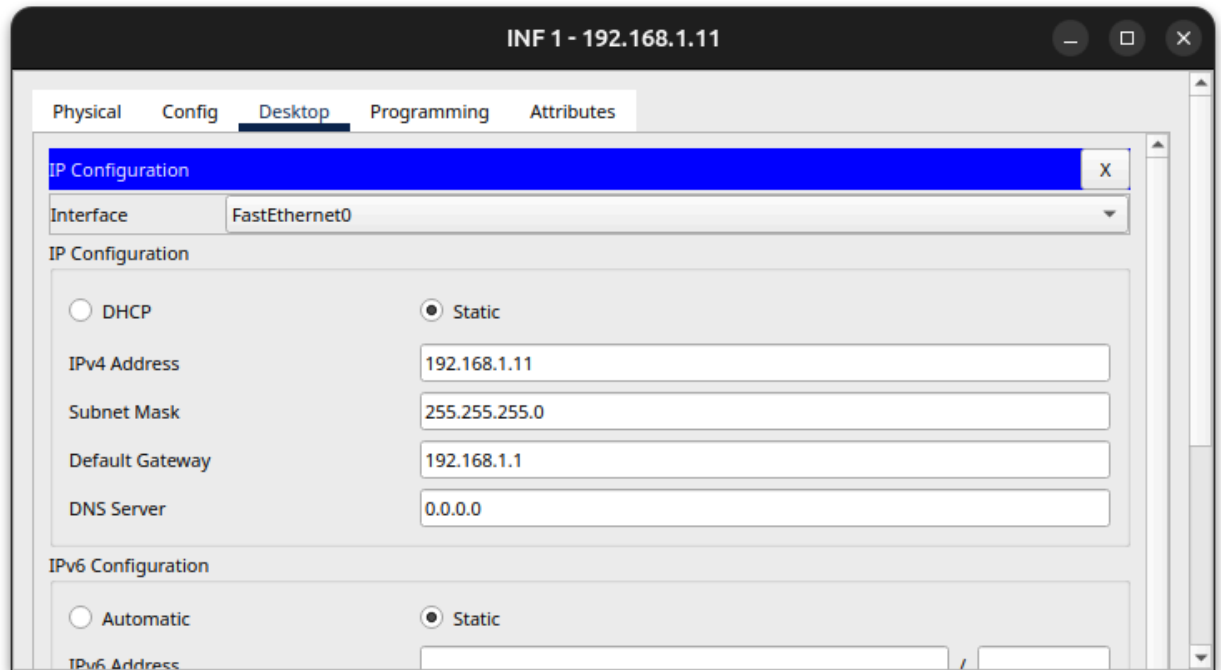 INF 1 - 192.168.1.11
Physical Config Desktop Programming Attributes
IP Configuration X
Interface FastEthernet0
IP Configuration
DHCP Static
IPv4 Address 192.168.1.11
Subnet Mask 255.255.255.0
Default Gateway 192.168.1.1
DNS Server 0.0.0.0
IPv6 Configuration
Automatic Static
IPv6 Address /